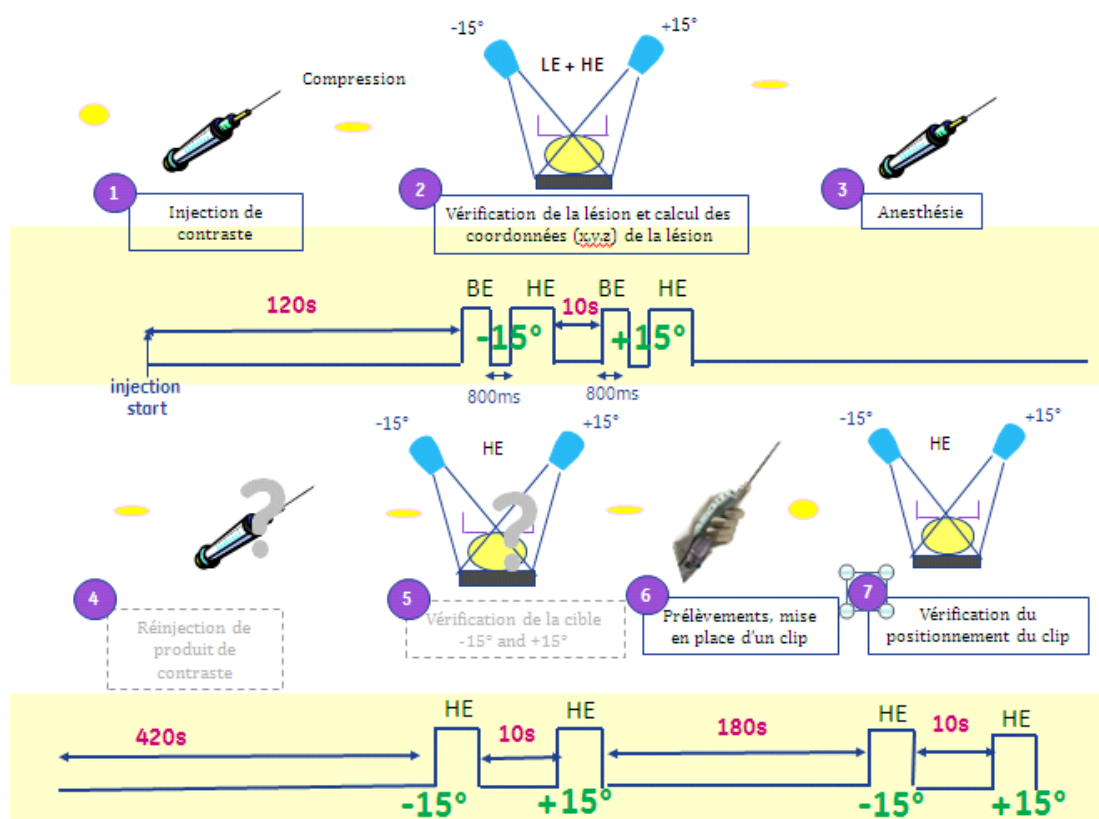 -15°
+15°
LE + HE
Compression
1
Injection de
contraste
2
Vérification de la lésion et calcul des
coordonnées (x,y,z) de la lésion
3
Anesthésie
BE
HE
BE
HE
120s
10s
-15°
+15°
injection
start
800ms
800ms
-15°
+15°
HE
?
?
-15°
+15°
HE
4
Réinjection de
produit de
contraste
5
Vérification de la cible
-15° and +15°
6
Prélèvements, mise
en place d'un clip
7
Vérification du
positionnement du clip
420s
HE
10s
HE
180s
HE
10s
HE
-15°
+15°
-15°
+15°